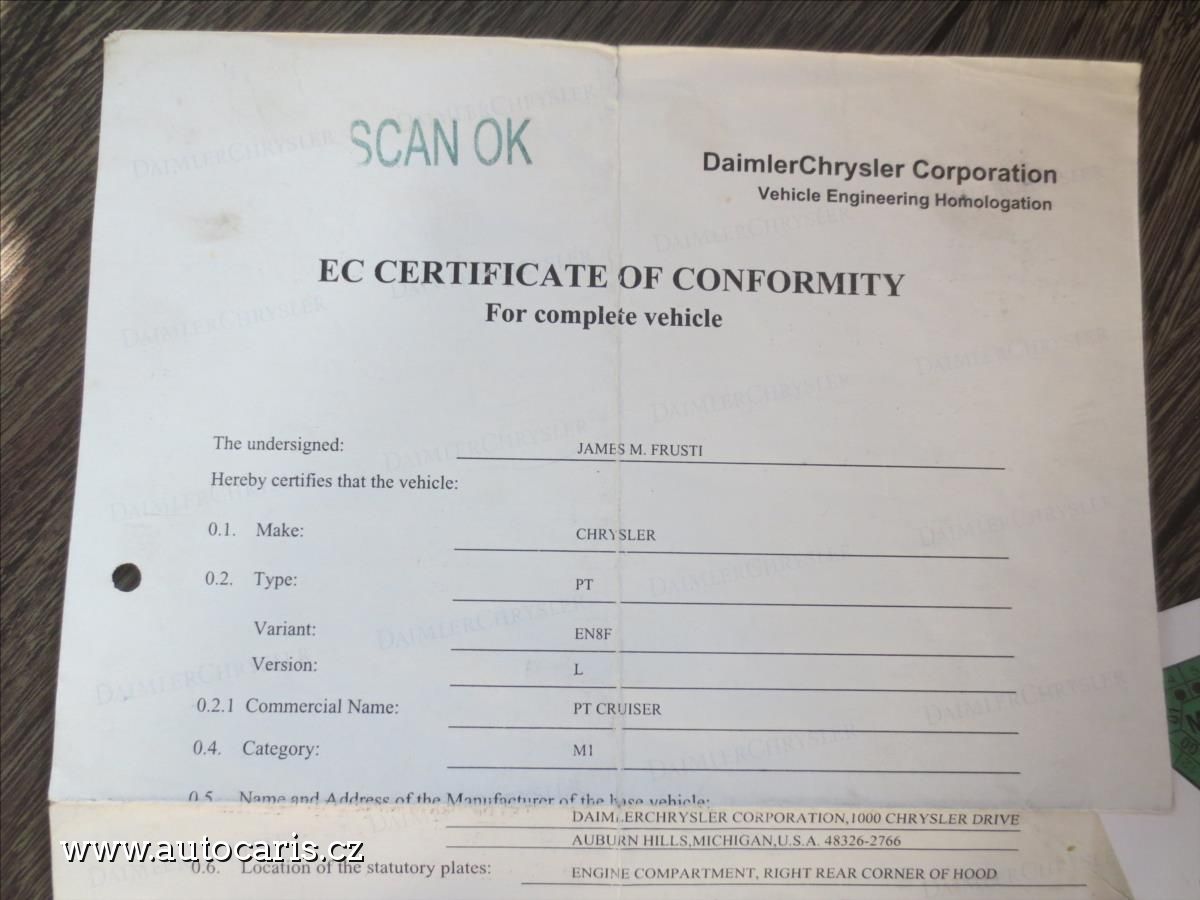 SCAN OK
DaimlerChrysler Corporation
Vehicle Engineering Homologation
EC CERTIFICATE OF CONFORMITY
For complete vehicle
The undersigned: JAMES M. FRUSTI
Hereby certifies that the vehicle:
0.1. Make: CHRYSLER
0.2. Type: PT
Variant: EN8F
Version: L
0.2.1 Commercial Name: PT CRUISER
0.4. Category: M1
0.5 Name and Address of the Manufacturer of the base vehicle:
DAIMLERCHRYSLER CORPORATION,1000 CHRYSLER DRIVE
AUBURN HILLS,MICHIGAN,U.S.A. 48326-2766
0.6. Location of the statutory plates: ENGINE COMPARTMENT, RIGHT REAR CORNER OF HOOD
www.autocaris.cz